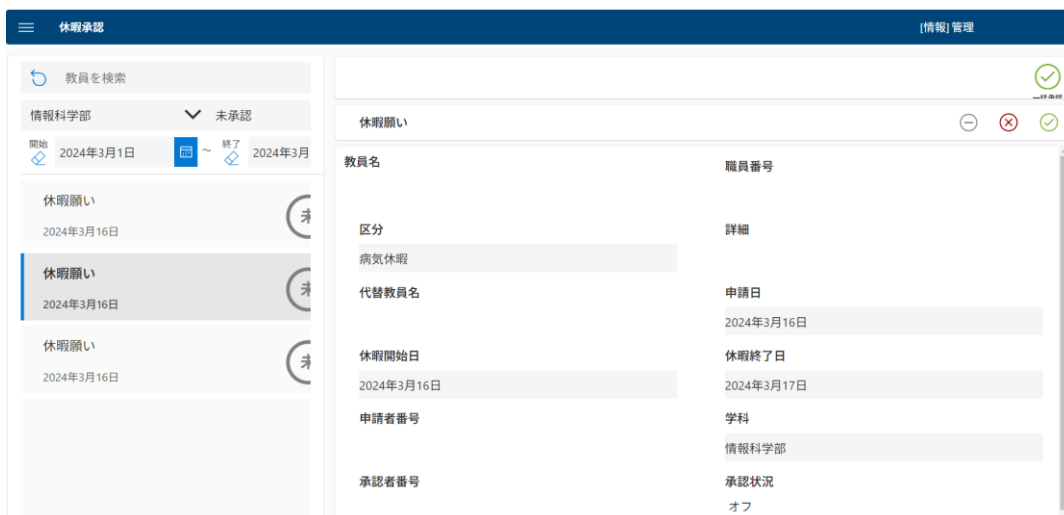 休暇承認
[情報] 管理
教員を検索
情報科学部
未承認
開始
2024年3月1日
～
終了
2024年3月
休暇願い
2024年3月16日
未
休暇願い
2024年3月16日
未
休暇願い
2024年3月16日
未
休暇願い
教員名
職員番号
区分
詳細
病気休暇
代替教員名
申請日
2024年3月16日
休暇開始日
休暇終了日
2024年3月16日
2024年3月17日
申請者番号
学科
情報科学部
承認者番号
承認状況
オフ